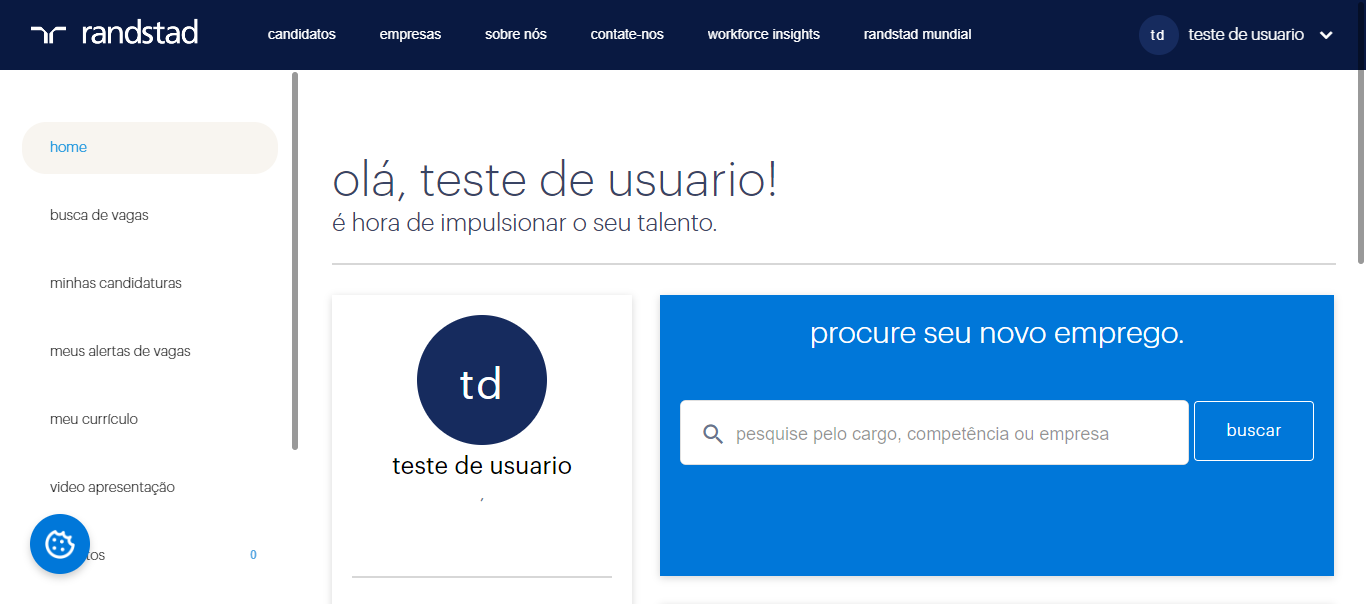 randstad
candidatos
empresas
sobre nós
contate-nos
workforce insights
randstad mundial
td
teste de usuario
home
busca de vagas
minhas candidaturas
meus alertas de vagas
meu currículo
video apresentação
tos 0
olá, teste de usuario!
é hora de impulsionar o seu talento.
td
teste de usuario
,
procure seu novo emprego.
pesquise pelo cargo, competência ou empresa
buscar